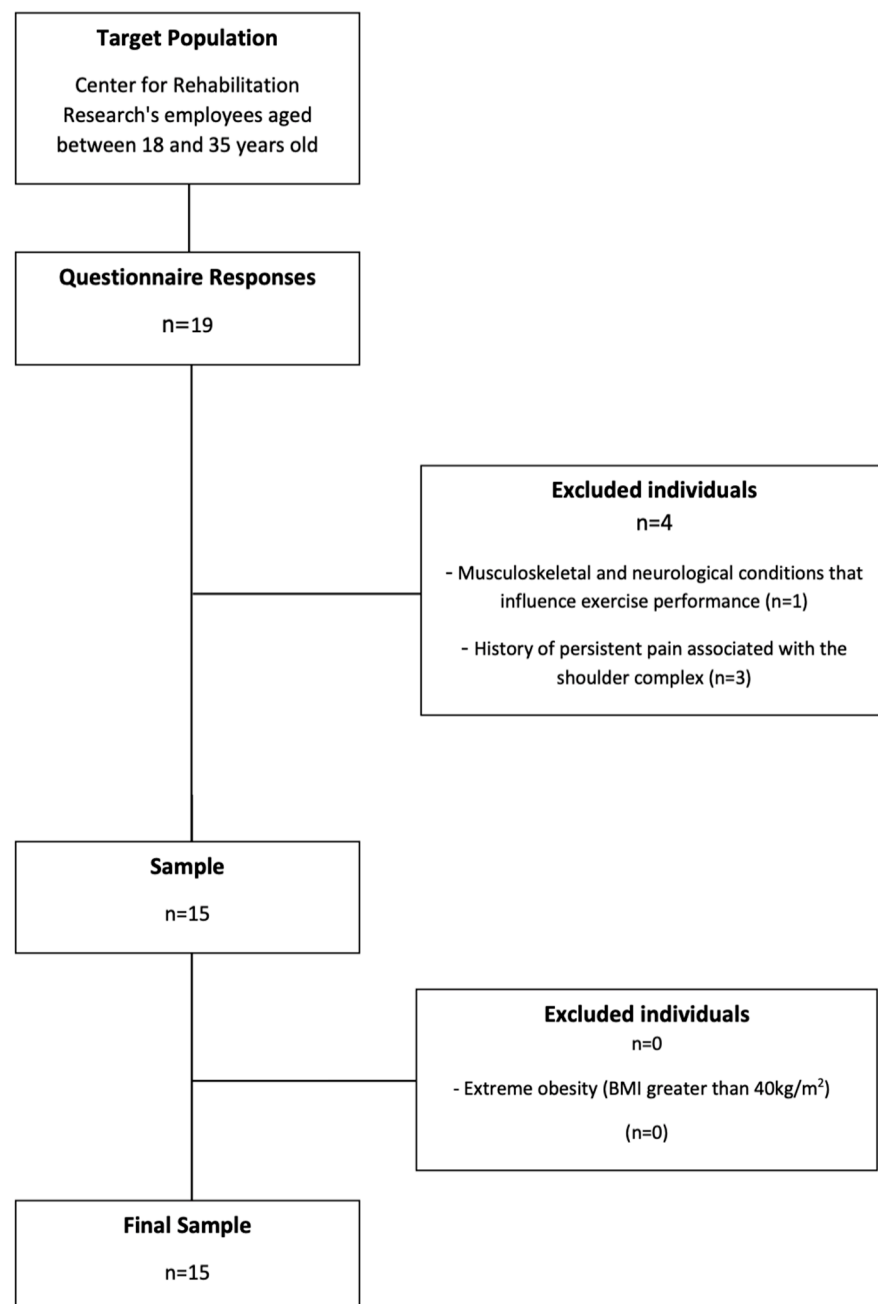 Target Population
Center for Rehabilitation
Research's employees aged
between 18 and 35 years old
Questionnaire Responses
n=19
Excluded individuals
n=4
- Musculoskeletal and neurological conditions that
influence exercise performance (n=1)
- History of persistent pain associated with the
shoulder complex (n=3)
Sample
n=15
Excluded individuals
n=0
- Extreme obesity (BMI greater than 40kg/m²)
(n=0)
Final Sample
n=15